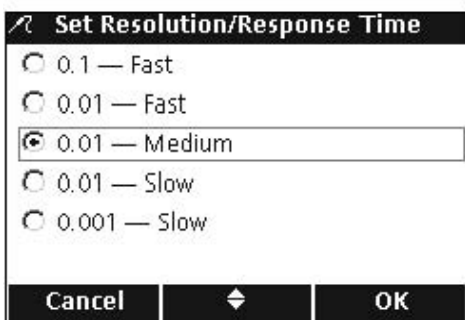 Set Resolution/Response Time
0.1 — Fast
0.01 — Fast
0.01 — Medium
0.01 — Slow
0.001 — Slow
Cancel OK